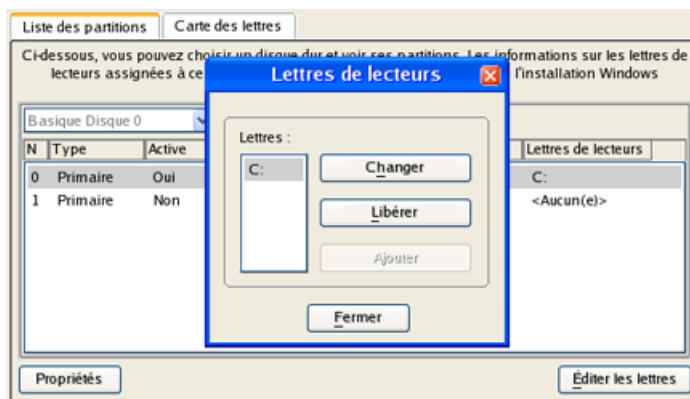 Liste des partitions Carte des lettres
Ci-dessous, vous pouvez choisir un disque dur et voir ses partitions. Les informations sur les lettres de
lecteurs assignées à ce l'installation Windows
Lettres de lecteurs
Basique Disque 0
Lettres :
N Type Active Lettres de lecteurs
C: Changer
0 Primaire Oui C:
1 Primaire Non <Aucun(e)>
Libérer
Ajouter
Fermer
Propriétés Éditer les lettres